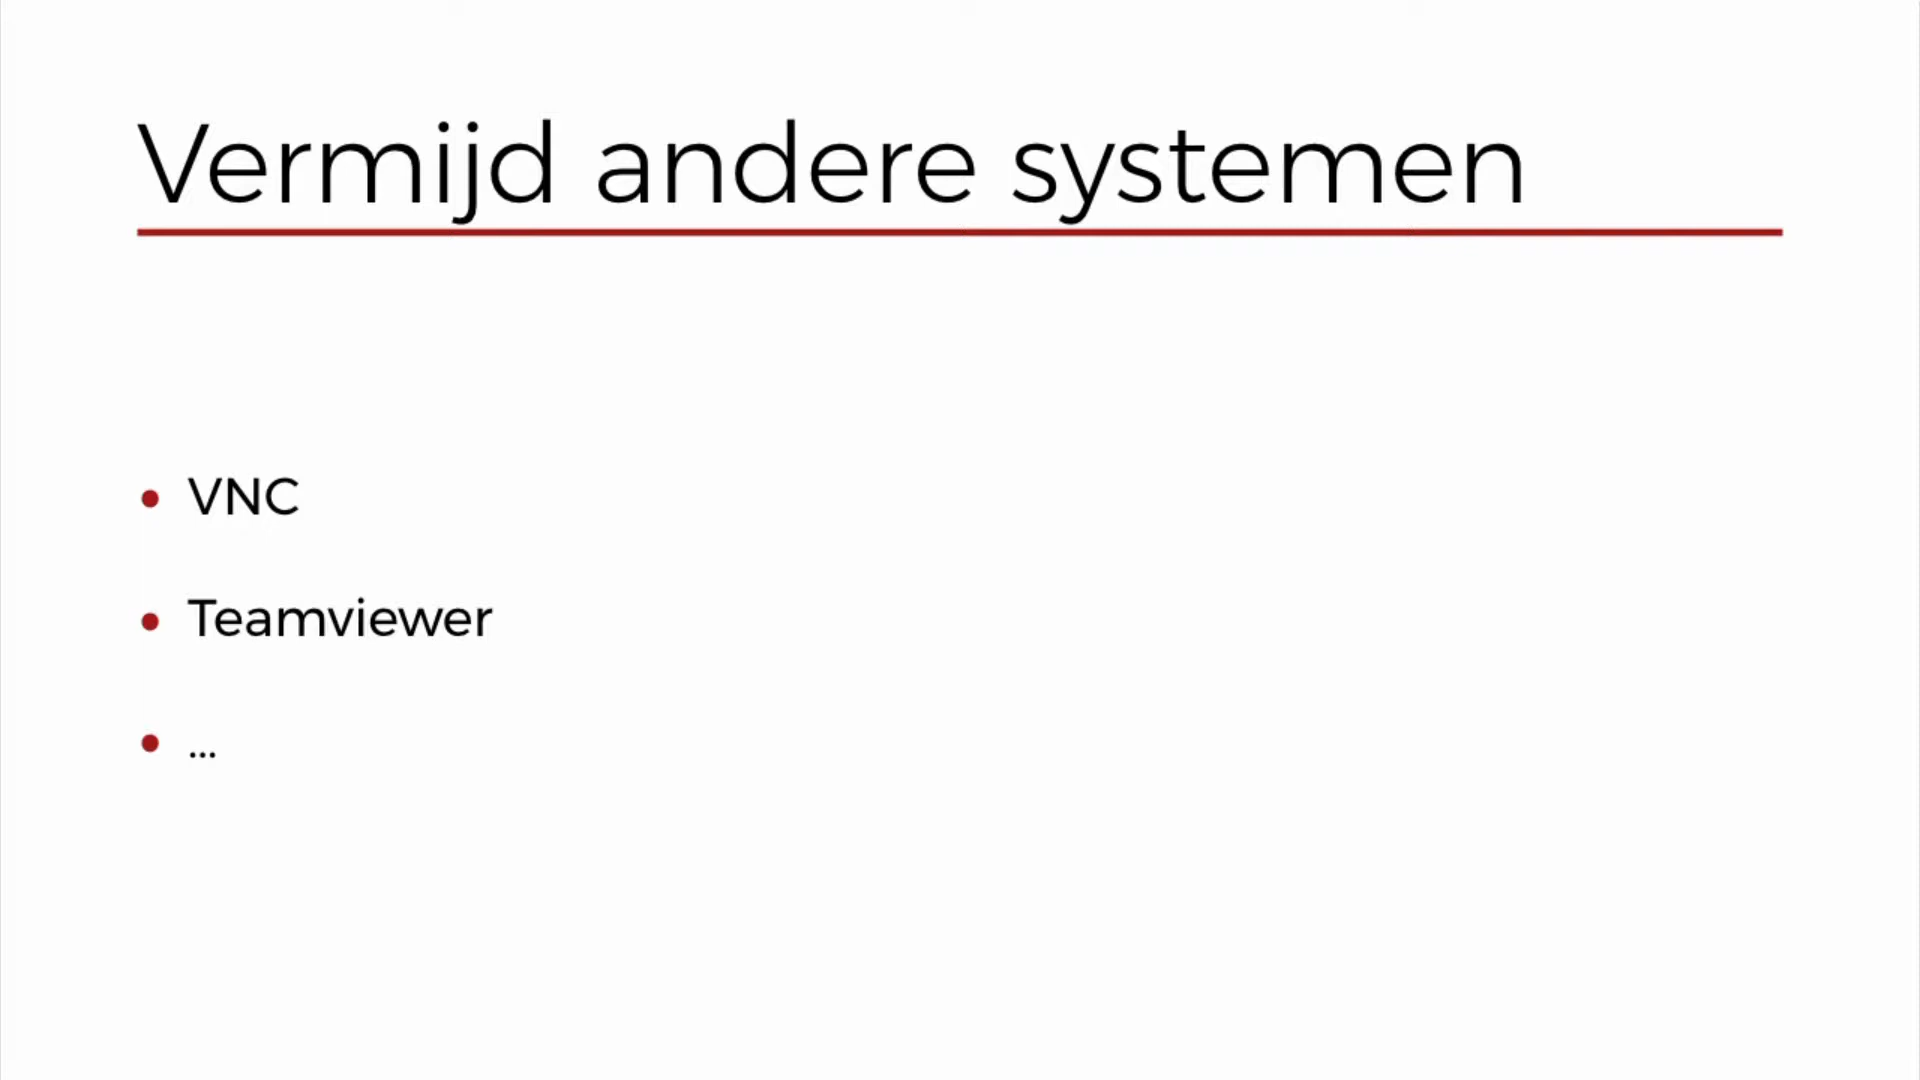 Vermijd andere systemen
• VNC
• Teamviewer
• ...